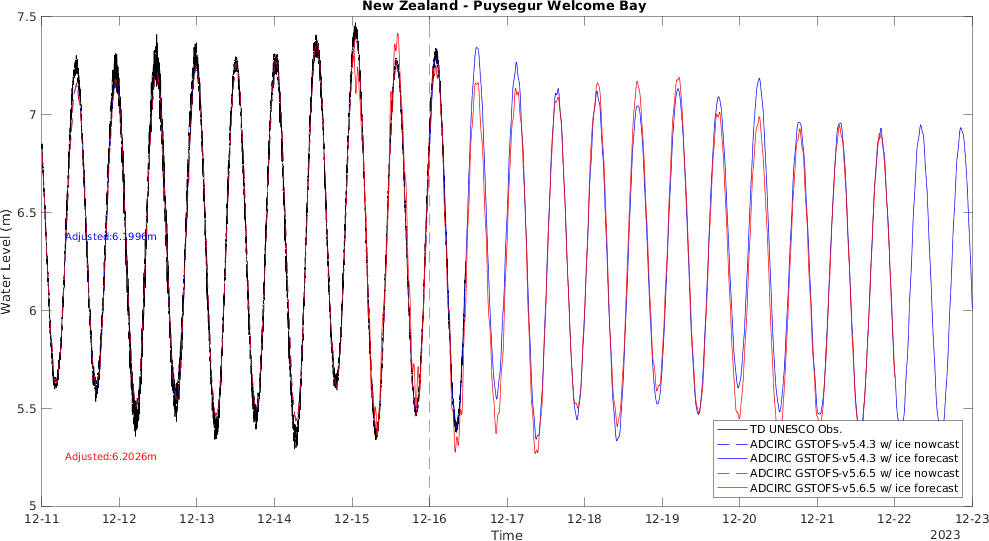 New Zealand - Puysegur Welcome Bay
Water Level (m)
7.5
7
6.5
6
5.5
5
Adjusted:6.1996m
Adjusted:6.2026m
TD UNESCO Obs.
ADCIRC GSTOFS-v5.4.3 w/ ice nowcast
ADCIRC GSTOFS-v5.4.3 w/ ice forecast
ADCIRC GSTOFS-v5.6.5 w/ ice nowcast
ADCIRC GSTOFS-v5.6.5 w/ ice forecast
12-11 12-12 12-13 12-14 12-15 12-16 12-17 12-18 12-19 12-20 12-21 12-22 12-23
Time
2023